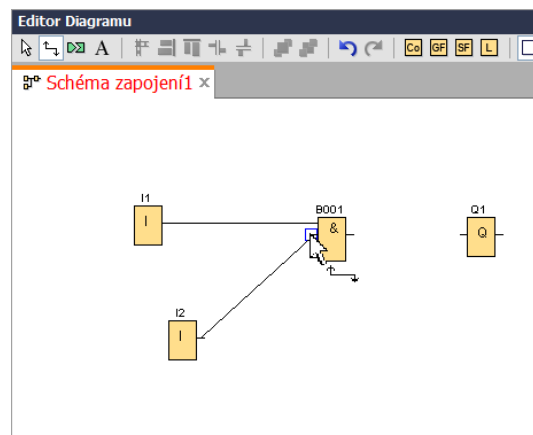 Editor Diagramu
A Co GF SF L
Schéma zapojení1 ×
I1
I
B001
&
Q1
Q
I2
I